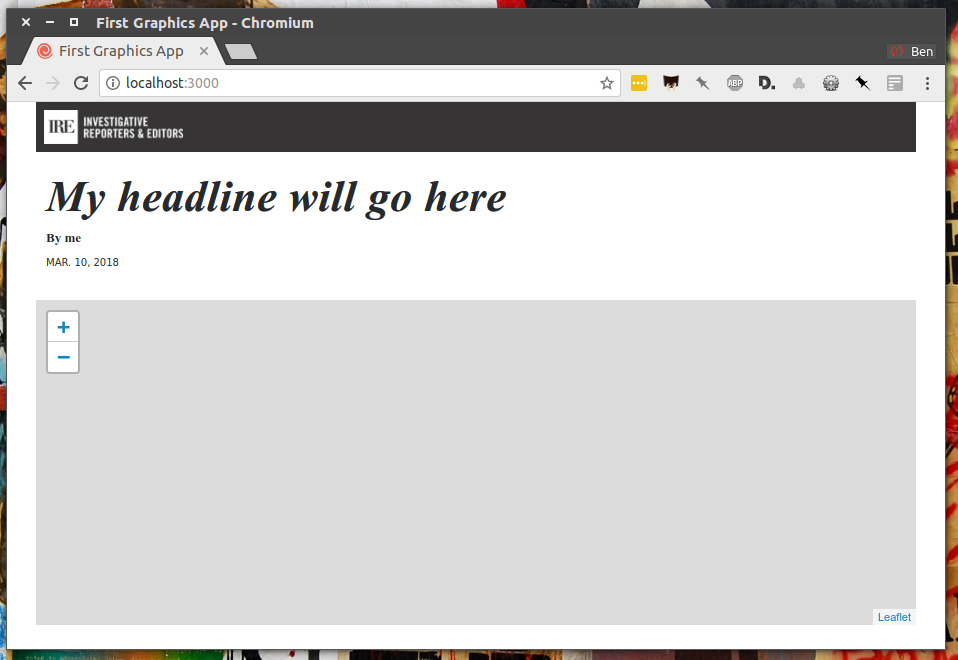 First Graphics App - Chromium
First Graphics App
Ben
localhost:3000
ABP
D.
IRE INVESTIGATIVE
REPORTERS & EDITORS
My headline will go here
By me
MAR. 10, 2018
+
−
Leaflet